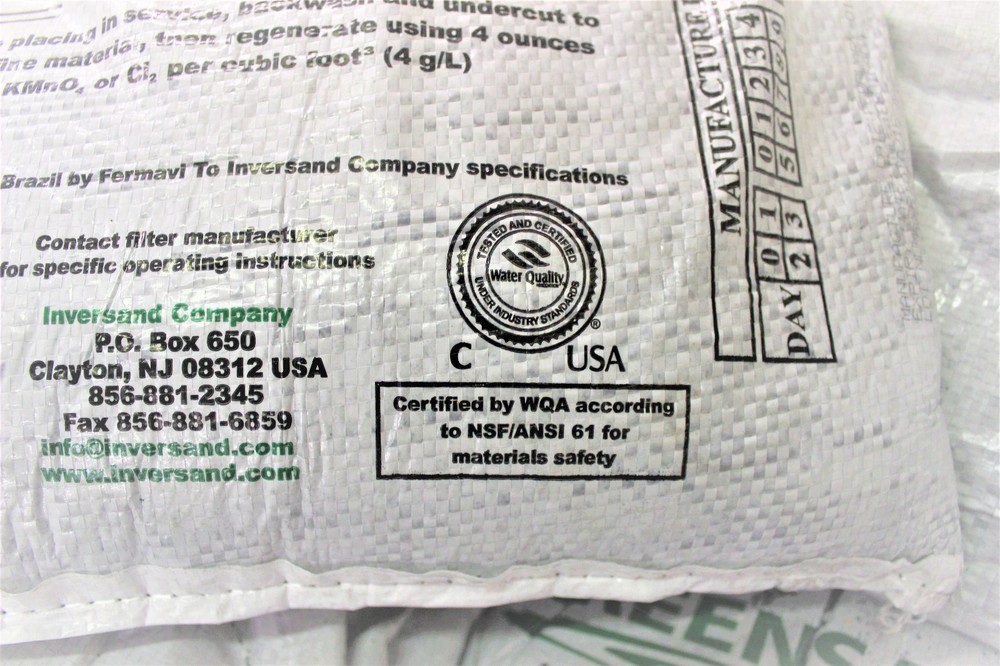 placing in service, backwash and undercut to
material, then regenerate using 4 ounces
KMnO₄ or Cl₂ per cubic foot³ (4 g/L)
Brazil by Fermavi To Inversand Company specifications
Contact filter manufacturer
for specific operating instructions
Inversand Company
P.O. Box 650
Clayton, NJ 08312 USA
856-881-2345
Fax 856-881-6859
info@inversand.com
www.inversand.com
TESTED AND CERTIFIED
Water Quality
UNDER INDUSTRY STANDARDS
®
C USA
Certified by WQA according
to NSF/ANSI 61 for
materials safety
MANUFACTURE
DAY 0 1 0 1 2 3 4
2 3 5 6 7 8 9